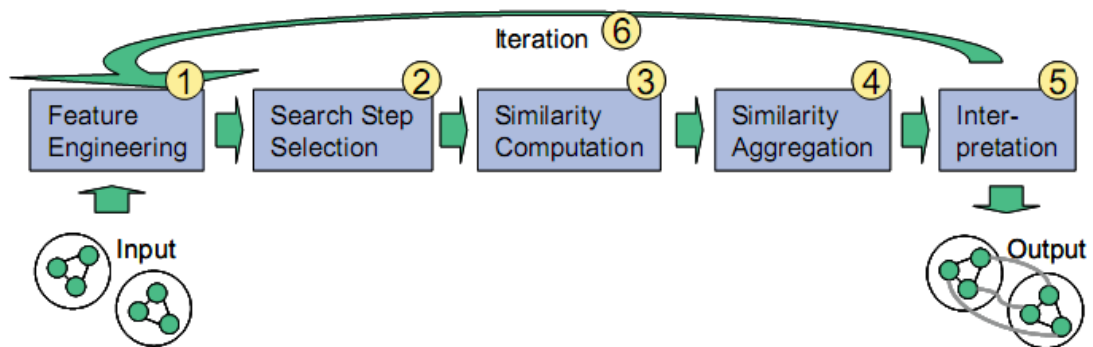 Iteration 6
1
Feature
Engineering
2
Search Step
Selection
3
Similarity
Computation
4
Similarity
Aggregation
5
Inter-
pretation
Input
Output